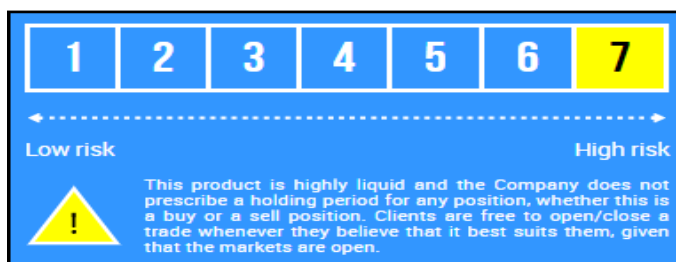 1 2 3 4 5 6 7
Low risk High risk
This product is highly liquid and the Company does not
prescribe a holding period for any position, whether this is
! a buy or a sell position. Clients are free to open/close a
trade whenever they believe that it best suits them, given
that the markets are open.